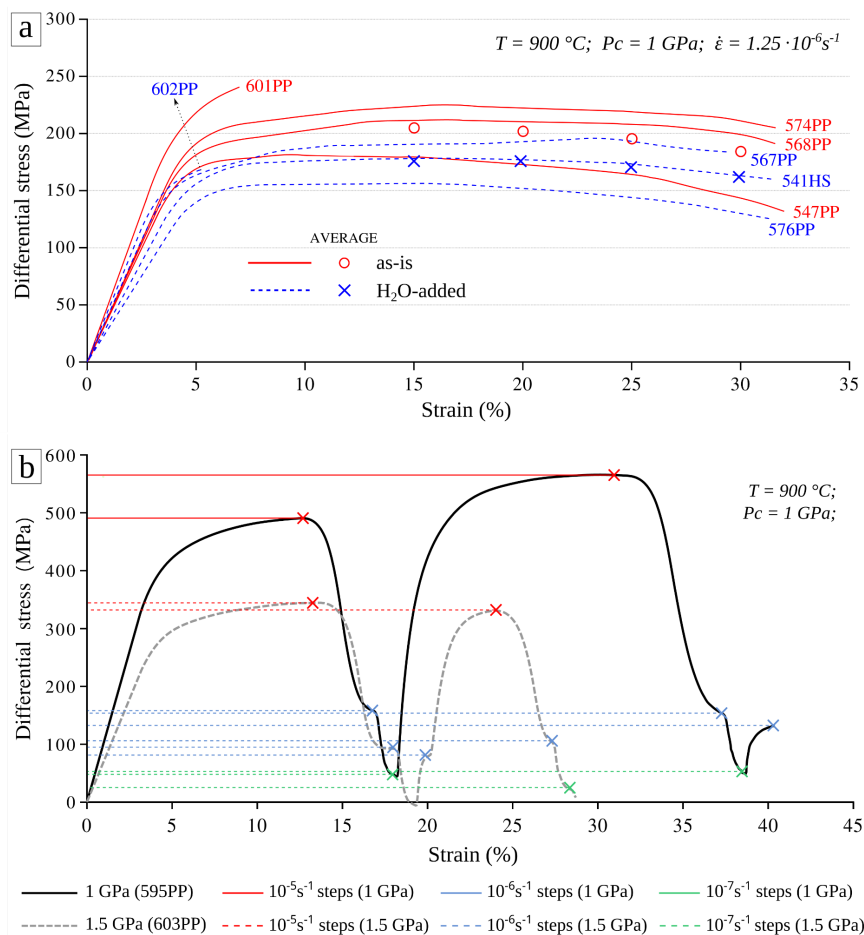 a
T = 900 °C; Pc = 1 GPa; ε̇ = 1.25 ·10⁻⁶s⁻¹
Differential stress (MPa)
300
250
200
150
100
50
0
602PP
601PP
574PP
568PP
567PP
541HS
547PP
576PP
AVERAGE
as-is
H₂O-added
0 5 10 15 20 25 30 35
Strain (%)
b
T = 900 °C;
Pc = 1 GPa;
Differential stress (MPa)
600
500
400
300
200
100
0
0 5 10 15 20 25 30 35 40 45
Strain (%)
1 GPa (595PP) 10⁻⁵s⁻¹ steps (1 GPa) 10⁻⁶s⁻¹ steps (1 GPa) 10⁻⁷s⁻¹ steps (1 GPa)
1.5 GPa (603PP) 10⁻⁵s⁻¹ steps (1.5 GPa) 10⁻⁶s⁻¹ steps (1.5 GPa) 10⁻⁷s⁻¹ steps (1.5 GPa)